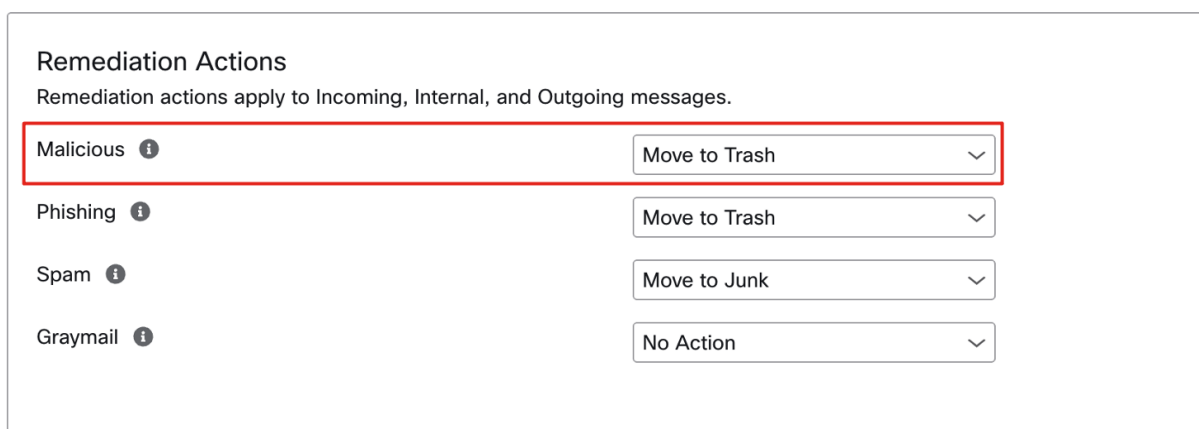 Remediation Actions
Remediation actions apply to Incoming, Internal, and Outgoing messages.
Malicious Move to Trash
Phishing Move to Trash
Spam Move to Junk
Graymail No Action